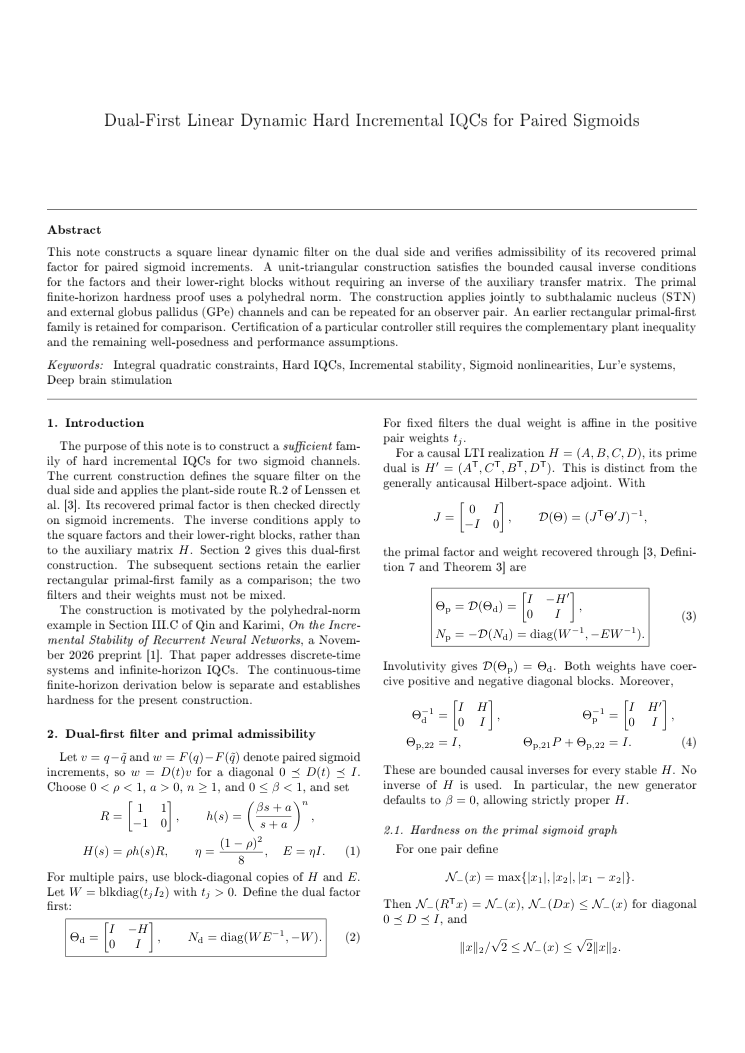 Dual-First Linear Dynamic Hard Incremental IQCs for Paired Sigmoids
Abstract
This note constructs a square linear dynamic filter on the dual side and verifies admissibility of its recovered primal
factor for paired sigmoid increments. A unit-triangular construction satisfies the bounded causal inverse conditions
for the factors and their lower-right blocks without requiring an inverse of the auxiliary transfer matrix. The primal
finite-horizon hardness proof uses a polyhedral norm. The construction applies jointly to subthalamic nucleus (STN)
and external globus pallidus (GPe) channels and can be repeated for an observer pair. An earlier rectangular primal-first
family is retained for comparison. Certification of a particular controller still requires the complementary plant inequality
and the remaining well-posedness and performance assumptions.
Keywords: Integral quadratic constraints, Hard IQCs, Incremental stability, Sigmoid nonlinearities, Lur'e systems,
Deep brain stimulation
1. Introduction
The purpose of this note is to construct a sufficient fam-
ily of hard incremental IQCs for two sigmoid channels.
The current construction defines the square filter on the
dual side and applies the plant-side route R.2 of Lenssen et
al. [3]. Its recovered primal factor is then checked directly
on sigmoid increments. The inverse conditions apply to
the square factors and their lower-right blocks, rather than
to the auxiliary matrix H. Section 2 gives this dual-first
construction. The subsequent sections retain the earlier
rectangular primal-first family as a comparison; the two
filters and their weights must not be mixed.
The construction is motivated by the polyhedral-norm
example in Section III.C of Qin and Karimi, On the Incre-
mental Stability of Recurrent Neural Networks, a Novem-
ber 2026 preprint [1]. That paper addresses discrete-time
systems and infinite-horizon IQCs. The continuous-time
finite-horizon derivation below is separate and establishes
hardness for the present construction.
2. Dual-first filter and primal admissibility
Let v = q−q̃ and w = F(q)−F(q̃) denote paired sigmoid
increments, so w = D(t)v for a diagonal 0 ⪯ D(t) ⪯ I.
Choose 0 < ρ < 1, a > 0, n ≥ 1, and 0 ≤ β < 1, and set
R = [1 1; −1 0], h(s) = ((βs + a)/(s + a))^n,
H(s) = ρh(s)R, η = (1 − ρ)²/8, E = ηI. (1)
For multiple pairs, use block-diagonal copies of H and E.
Let W = blkdiag(t_j I₂) with t_j > 0. Define the dual factor
first:
Θ_d = [I −H; 0 I], N_d = diag(WE⁻¹, −W). (2)
For fixed filters the dual weight is affine in the positive
pair weights t_j.
For a causal LTI realization H = (A, B, C, D), its prime
dual is H′ = (Aᵀ, Cᵀ, Bᵀ, Dᵀ). This is distinct from the
generally anticausal Hilbert-space adjoint. With
J = [0 I; −I 0], 𝒟(Θ) = (JᵀΘ′J)⁻¹,
the primal factor and weight recovered through [3, Defini-
tion 7 and Theorem 3] are
Θ_p = 𝒟(Θ_d) = [I −H′; 0 I],
N_p = −𝒟(N_d) = diag(W⁻¹, −EW⁻¹). (3)
Involutivity gives 𝒟(Θ_p) = Θ_d. Both weights have coer-
cive positive and negative diagonal blocks. Moreover,
Θ_d⁻¹ = [I H; 0 I], Θ_p⁻¹ = [I H′; 0 I],
Θ_p,22 = I, Θ_p,21 P + Θ_p,22 = I. (4)
These are bounded causal inverses for every stable H. No
inverse of H is used. In particular, the new generator
defaults to β = 0, allowing strictly proper H.
2.1. Hardness on the primal sigmoid graph
For one pair define
𝒩₋(x) = max{|x₁|, |x₂|, |x₁ − x₂|}.
Then 𝒩₋(Rᵀx) = 𝒩₋(x), 𝒩₋(Dx) ≤ 𝒩₋(x) for diagonal
0 ⪯ D ⪯ I, and
‖x‖₂/√2 ≤ 𝒩₋(x) ≤ √2‖x‖₂.